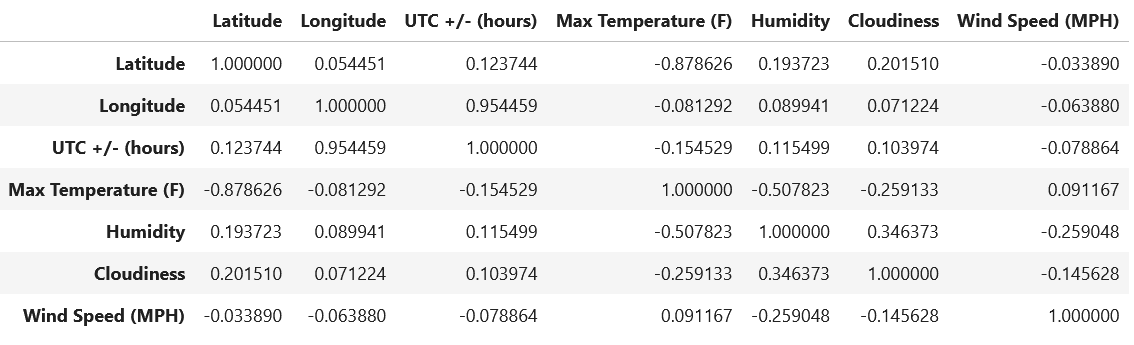 Latitude Longitude UTC +/- (hours) Max Temperature (F) Humidity Cloudiness Wind Speed (MPH)
Latitude 1.000000 0.054451 0.123744 -0.878626 0.193723 0.201510 -0.033890
Longitude 0.054451 1.000000 0.954459 -0.081292 0.089941 0.071224 -0.063880
UTC +/- (hours) 0.123744 0.954459 1.000000 -0.154529 0.115499 0.103974 -0.078864
Max Temperature (F) -0.878626 -0.081292 -0.154529 1.000000 -0.507823 -0.259133 0.091167
Humidity 0.193723 0.089941 0.115499 -0.507823 1.000000 0.346373 -0.259048
Cloudiness 0.201510 0.071224 0.103974 -0.259133 0.346373 1.000000 -0.145628
Wind Speed (MPH) -0.033890 -0.063880 -0.078864 0.091167 -0.259048 -0.145628 1.000000